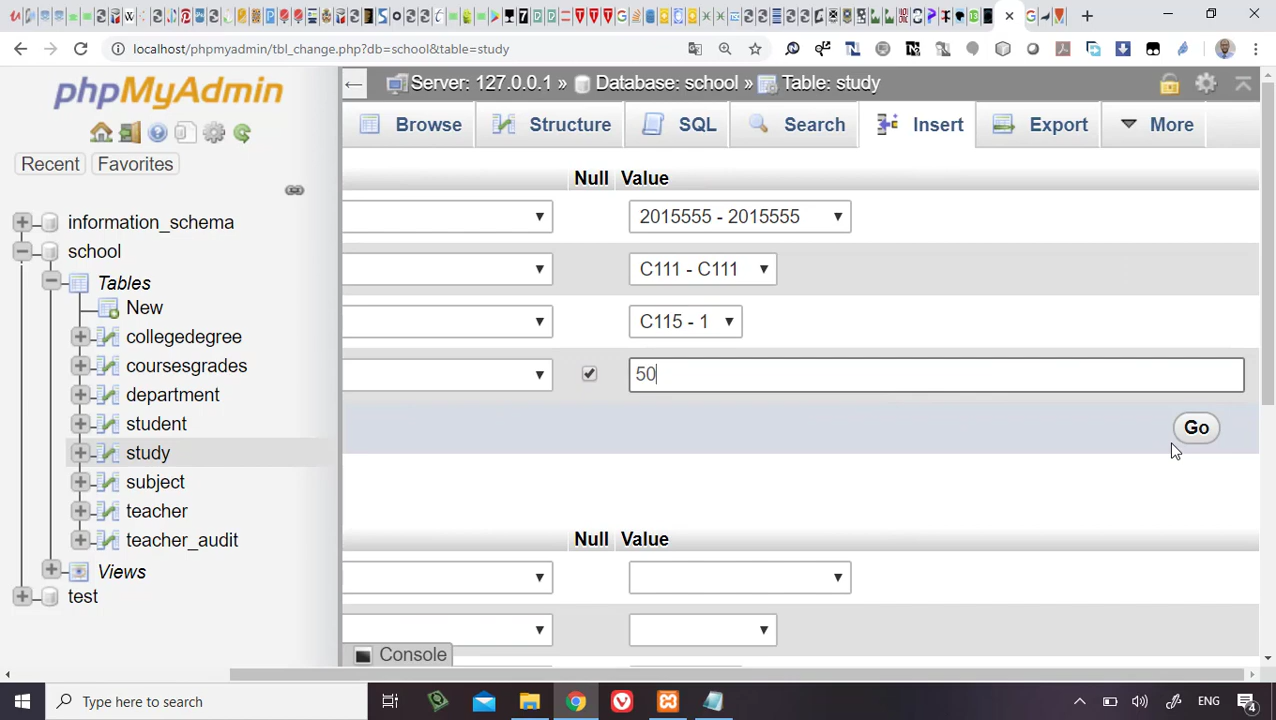 localhost/phpmyadmin/tbl_change.php?db=school&table=study
phpMyAdmin
Recent Favorites
information_schema
school
Tables
New
collegedegree
coursesgrades
department
student
study
subject
teacher
teacher_audit
Views
test
Server: 127.0.0.1 » Database: school » Table: study
Browse Structure SQL Search Insert Export More
Null Value
2015555 - 2015555
C111 - C111
C115 - 1
50
Go
Null Value
Console
Type here to search
ENG
4